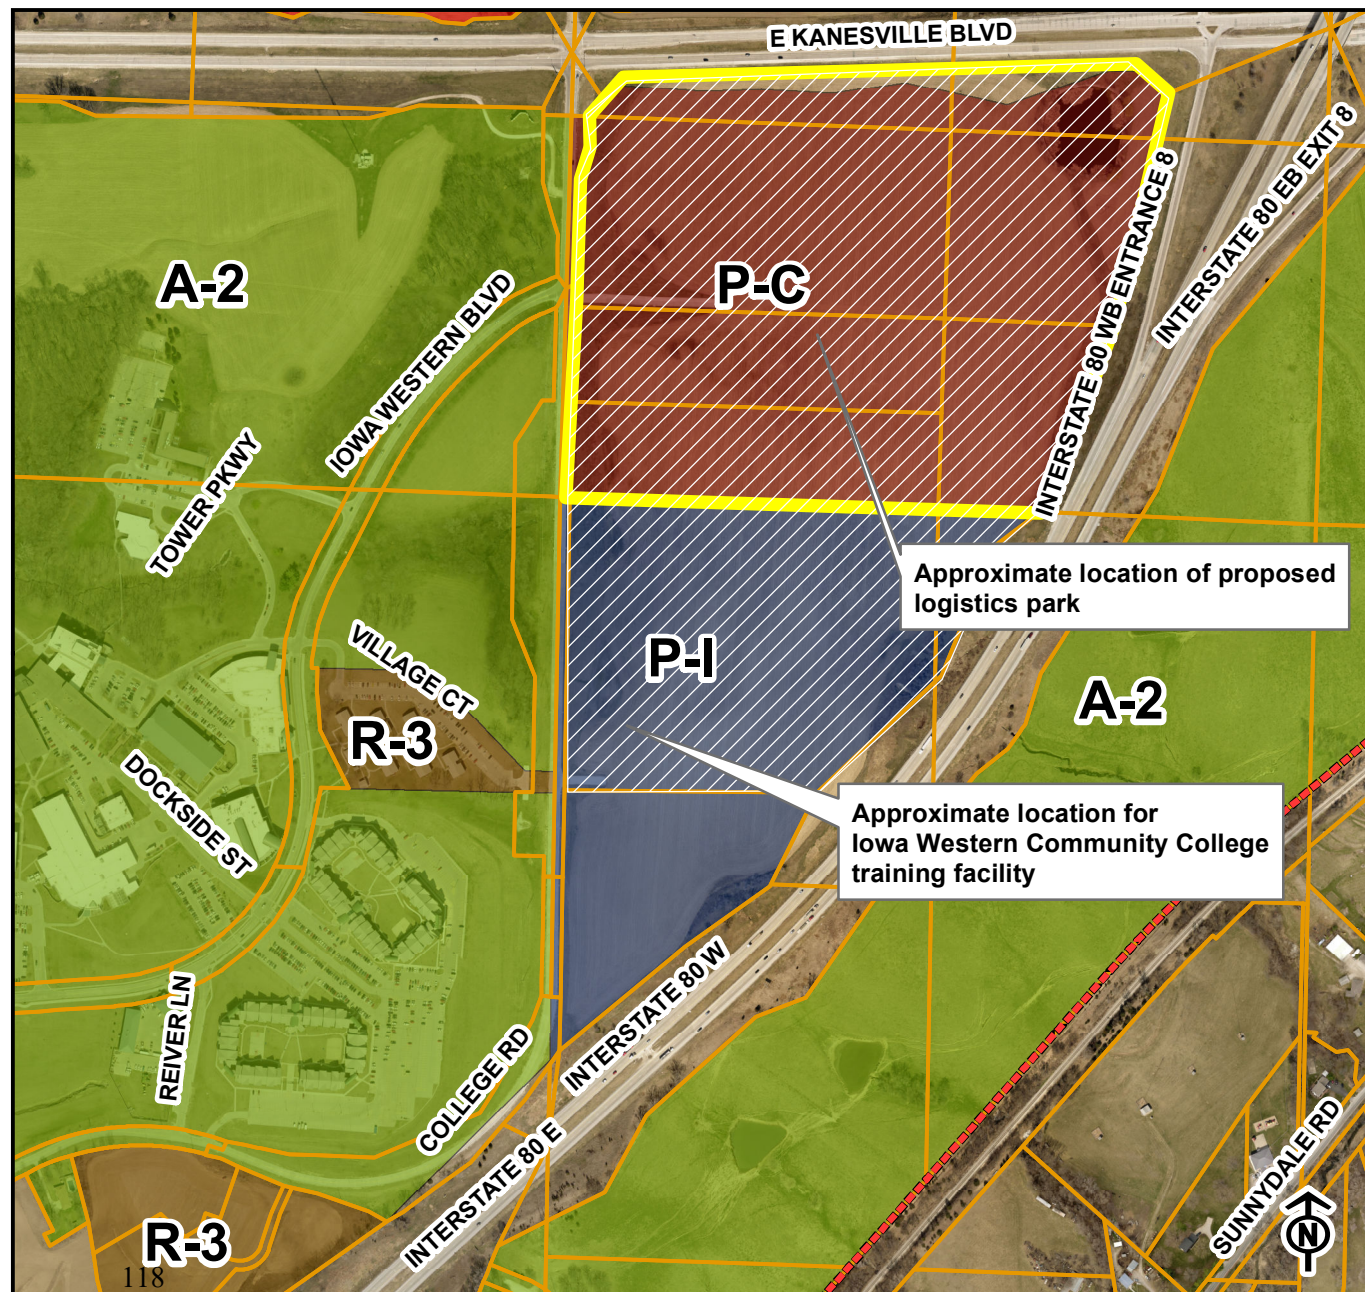 E KANESVILLE BLVD
INTERSTATE 80 EB EXIT 8
INTERSTATE 80 WB ENTRANCE 8
A-2
P-C
IOWA WESTERN BLVD
TOWER PKWY
Approximate location of proposed
logistics park
VILLAGE CT
P-I
A-2
R-3
DOCKSIDE ST
Approximate location for
Iowa Western Community College
training facility
INTERSTATE 80 W
REIVER LN
COLLEGE RD
INTERSTATE 80 E
SUNNYDALE RD
R-3
N
118